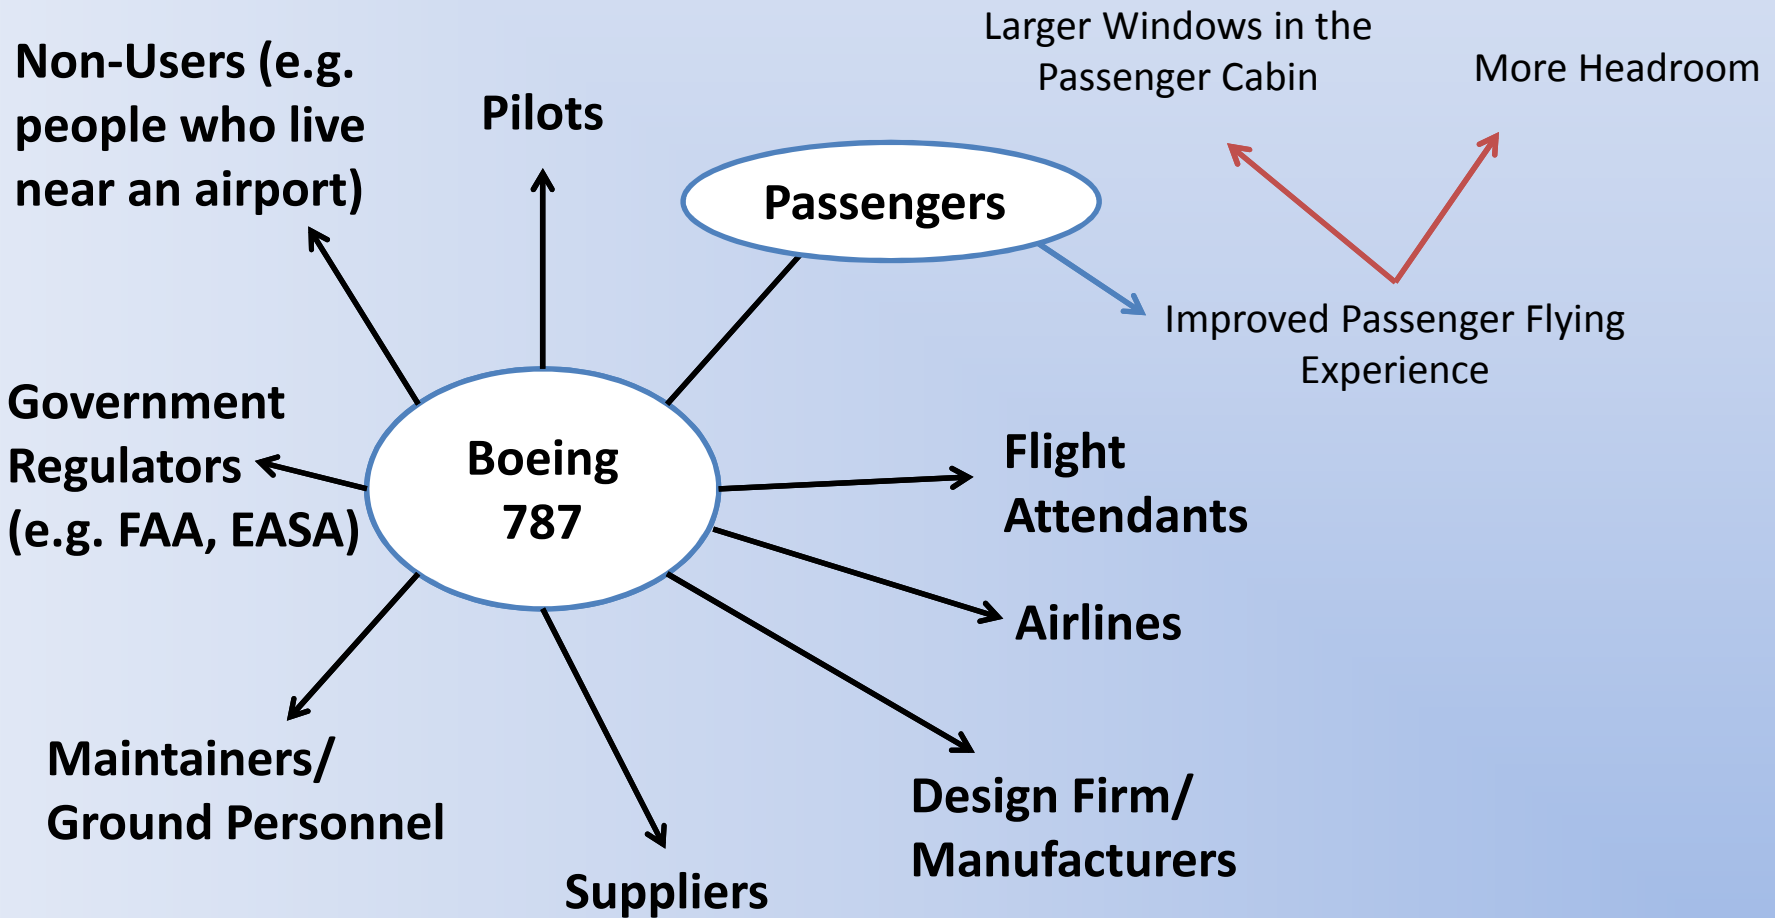 Non-Users (e.g.
people who live
near an airport)
Pilots
Larger Windows in the
Passenger Cabin
More Headroom
Passengers
Improved Passenger Flying
Experience
Government
Regulators
(e.g. FAA, EASA)
Boeing
787
Flight
Attendants
Airlines
Maintainers/
Ground Personnel
Suppliers
Design Firm/
Manufacturers